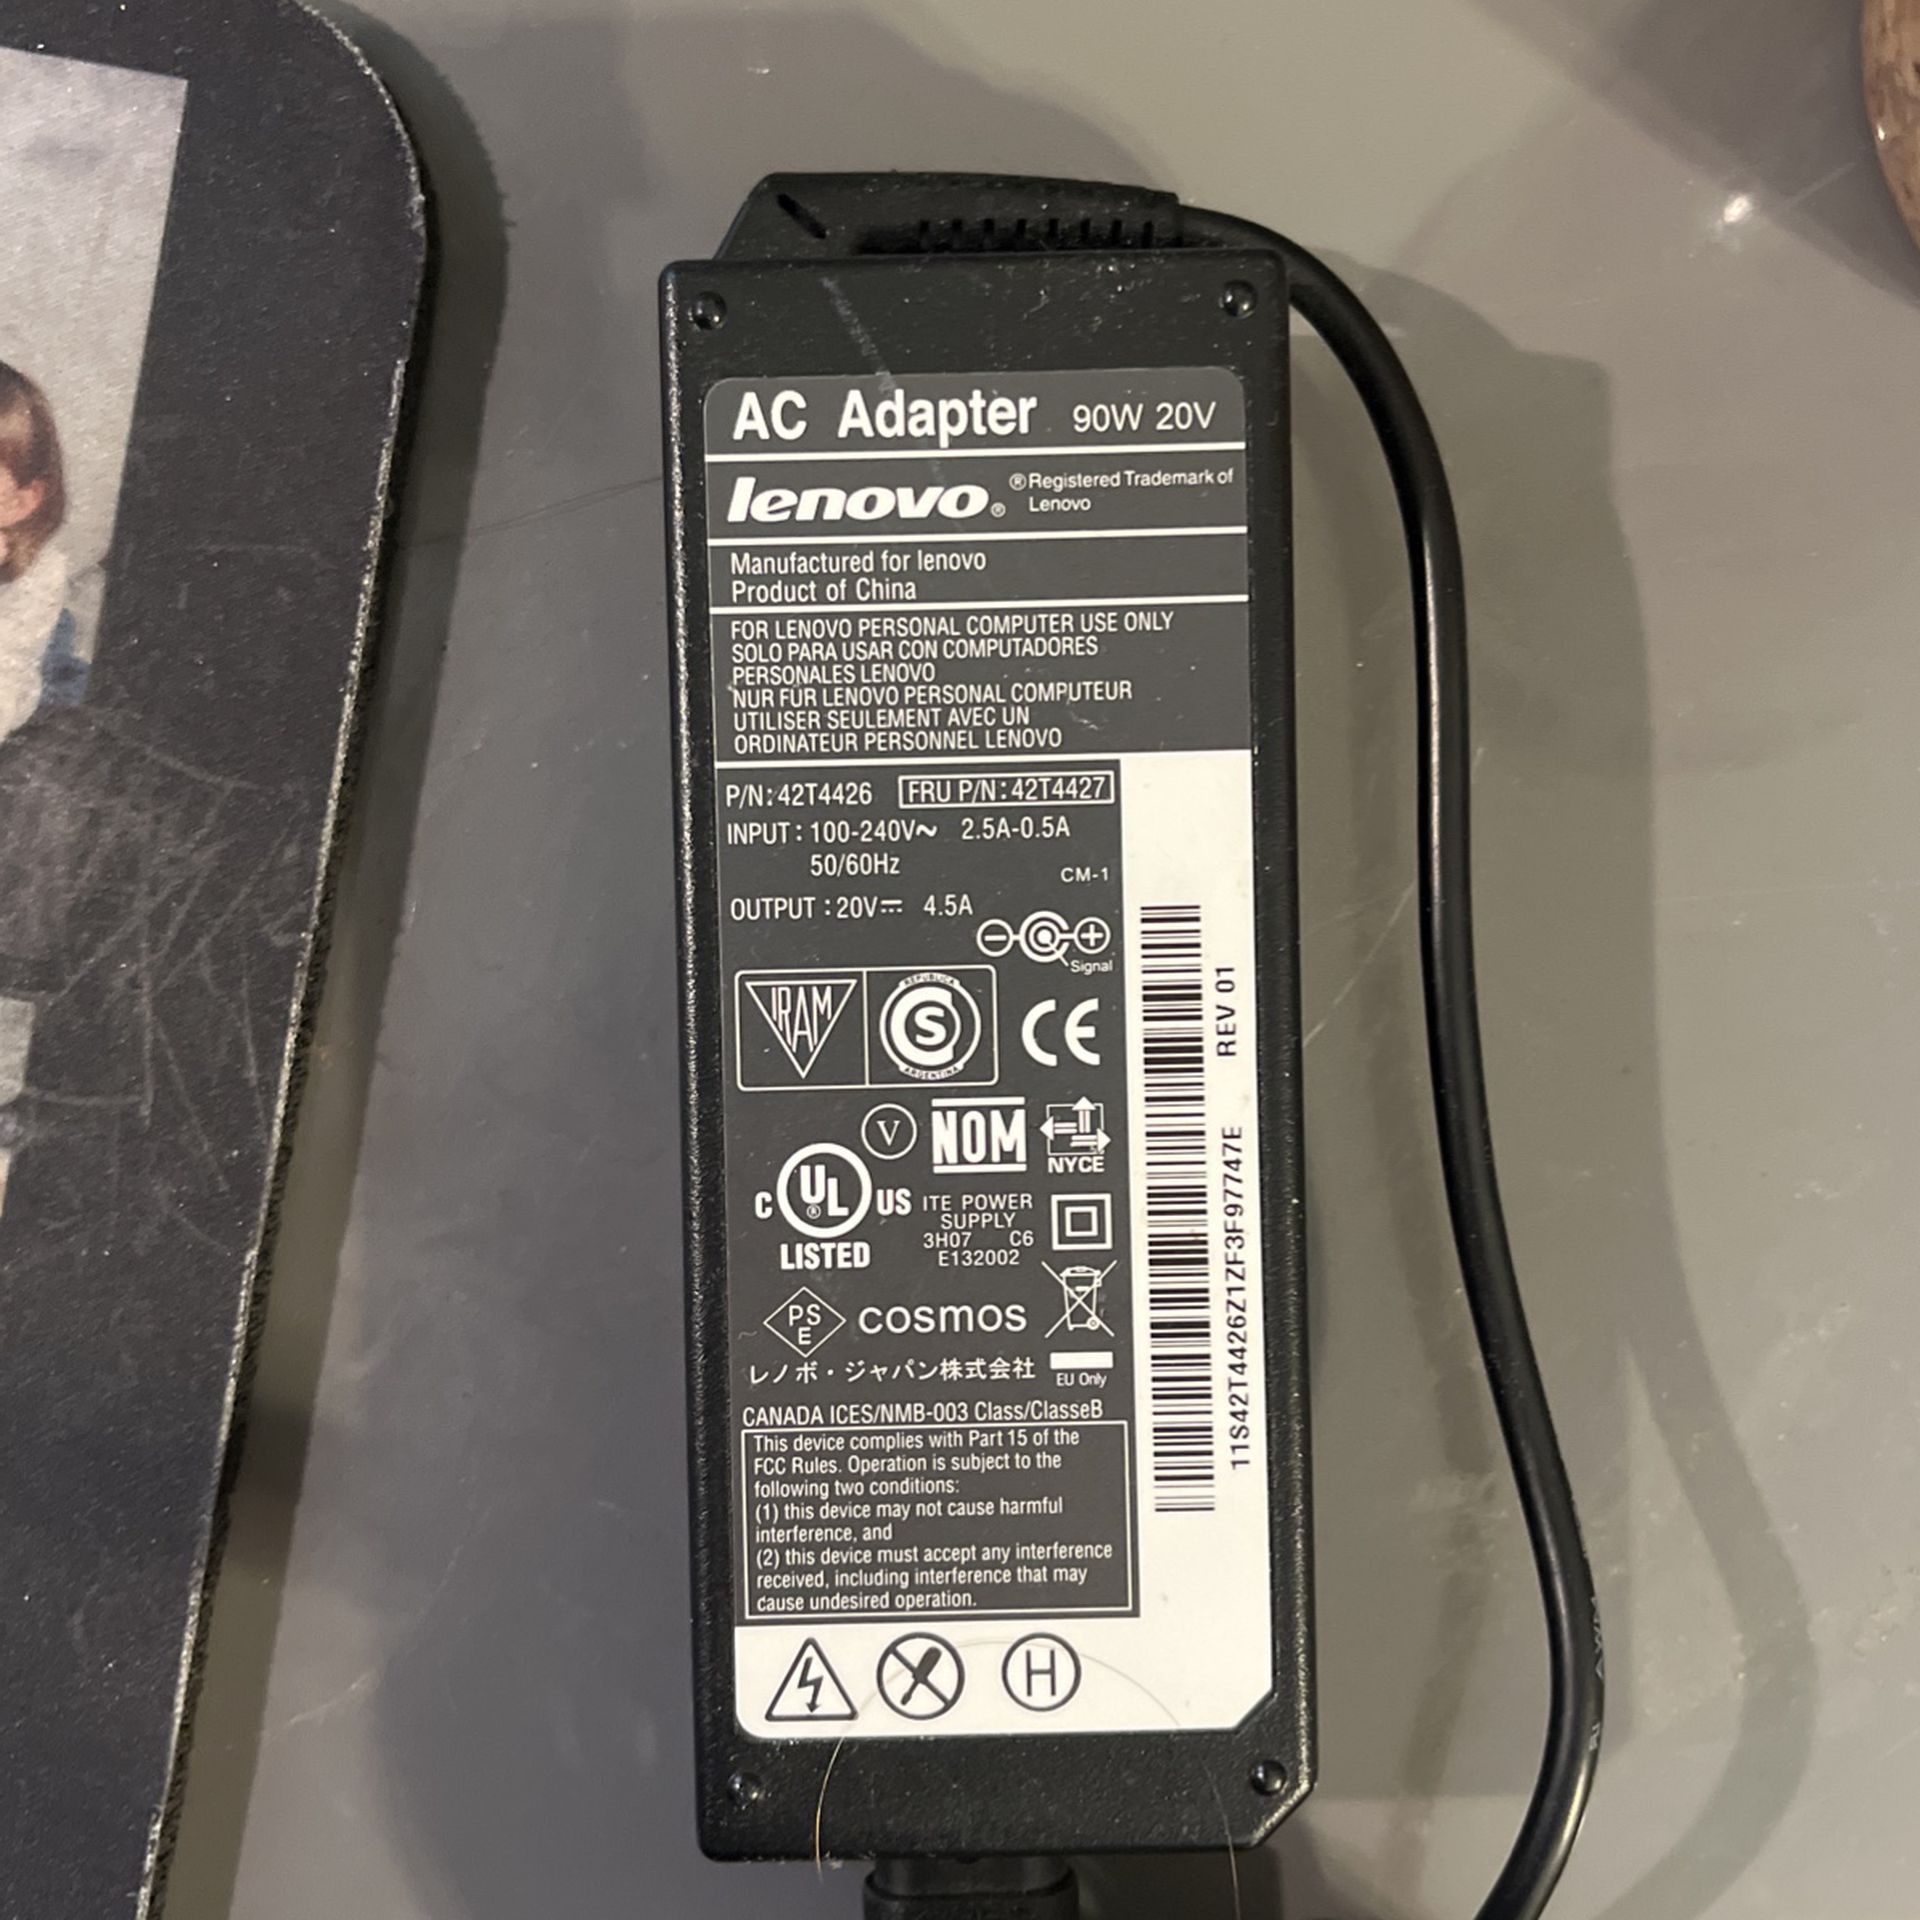 AC Adapter 90W 20V
lenovo® ®Registered Trademark of
Lenovo
Manufactured for lenovo
Product of China
FOR LENOVO PERSONAL COMPUTER USE ONLY
SOLO PARA USAR CON COMPUTADORES
PERSONALES LENOVO
NUR FÜR LENOVO PERSONAL COMPUTEUR
UTILISER SEULEMENT AVEC UN
ORDINATEUR PERSONNEL LENOVO
P/N:42T4426 FRU P/N:42T4427
INPUT: 100-240V~ 2.5A-0.5A
50/60Hz
CM-1
OUTPUT :20V⎓ 4.5A
− +
Signal
IRAM
REPUBLICA
S
ARGENTINA
CE
V NOM
NYCE
C UL® US
LISTED
ITE POWER
SUPPLY
3H07 C6
E132002
PS
E
cosmos
レノボ・ジャパン株式会社
EU Only
CANADA ICES/NMB-003 Class/ClasseB
This device complies with Part 15 of the
FCC Rules. Operation is subject to the
following two conditions:
(1) this device may not cause harmful
interference, and
(2) this device must accept any interference
received, including interference that may
cause undesired operation.
H
11S42T4426Z1ZF3F97747E REV 01